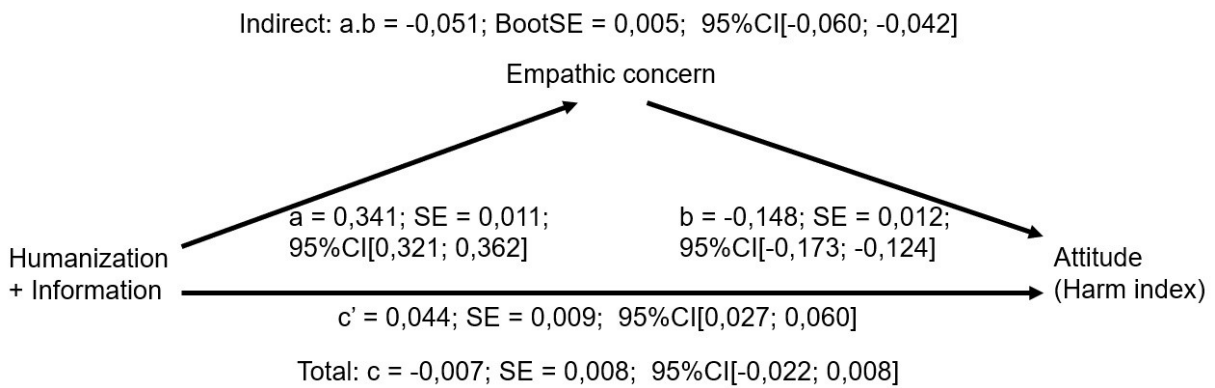 Indirect: a.b = -0,051; BootSE = 0,005; 95%CI[-0,060; -0,042]
Empathic concern
a = 0,341; SE = 0,011;
95%CI[0,321; 0,362]
b = -0,148; SE = 0,012;
95%CI[-0,173; -0,124]
Humanization
+ Information
Attitude
(Harm index)
c’ = 0,044; SE = 0,009; 95%CI[0,027; 0,060]
Total: c = -0,007; SE = 0,008; 95%CI[-0,022; 0,008]